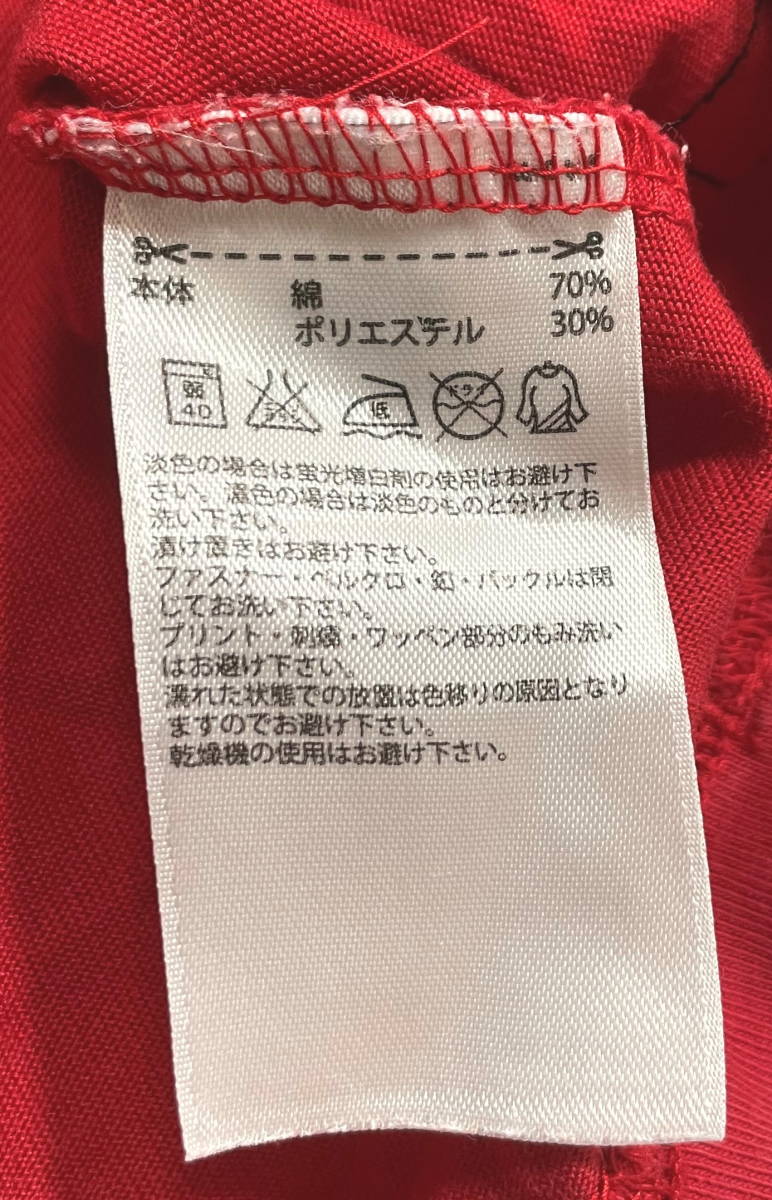 本体 綿 70%
ポリエステル 30%
弱 40 エンソ 低 ドライ
淡色の場合は蛍光増白剤の使用はお避け下
さい。濃色の場合は淡色のものと分けてお
洗い下さい。
漬け置きはお避け下さい。
ファスナー・ベルクロ・釦・バックルは閉
じてお洗い下さい。
プリント・刺繍・ワッペン部分のもみ洗い
はお避け下さい。
濡れた状態での放置は色移りの原因となり
ますのでお避け下さい。
乾燥機の使用はお避け下さい。